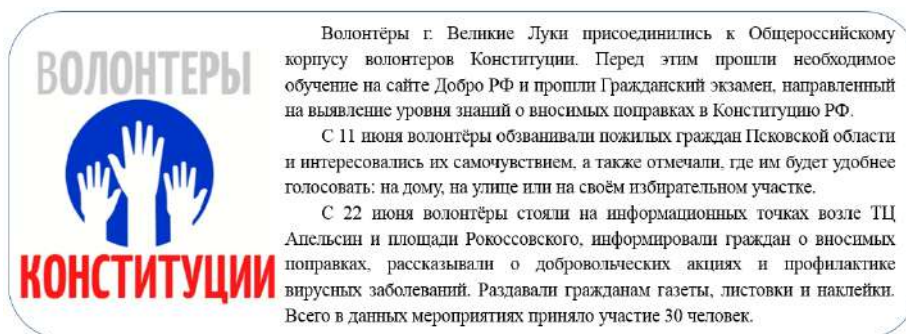 ВОЛОНТЕРЫ
КОНСТИТУЦИИ
Волонтёры г. Великие Луки присоединились к Общероссийскому
корпусу волонтеров Конституции. Перед этим прошли необходимое
обучение на сайте Добро РФ и прошли Гражданский экзамен, направленный
на выявление уровня знаний о вносимых поправках в Конституцию РФ.
С 11 июня волонтёры обзванивали пожилых граждан Псковской области
и интересовались их самочувствием, а также отмечали, где им будет удобнее
голосовать: на дому, на улице или на своём избирательном участке.
С 22 июня волонтёры стояли на информационных точках возле ТЦ
Апельсин и площади Рокоссовского, информировали граждан о вносимых
поправках, рассказывали о добровольческих акциях и профилактике
вирусных заболеваний. Раздавали гражданам газеты, листовки и наклейки.
Всего в данных мероприятиях приняло участие 30 человек.